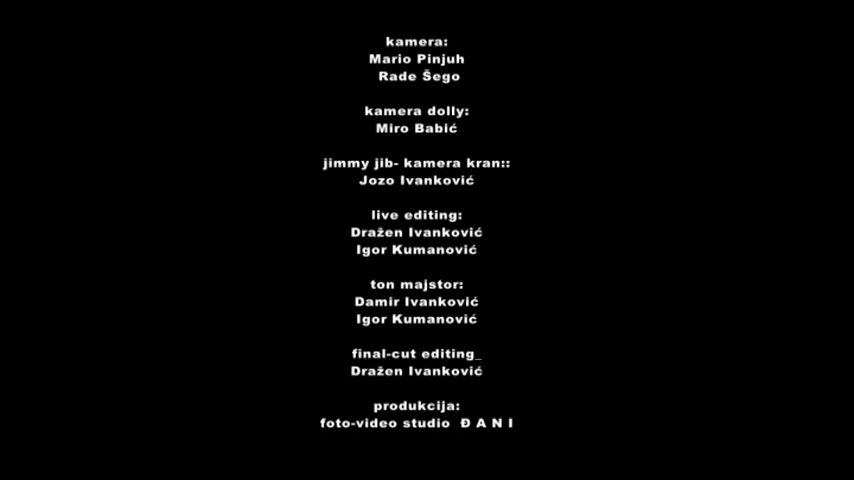 kamera:
Mario Pinjuh
Rade Šego
kamera dolly:
Miro Babić
jimmy jib- kamera kran::
Jozo Ivanković
live editing:
Dražen Ivanković
Igor Kumanović
ton majstor:
Damir Ivanković
Igor Kumanović
final-cut editing_
Dražen Ivanković
produkcija:
foto-video studio Đ A N I